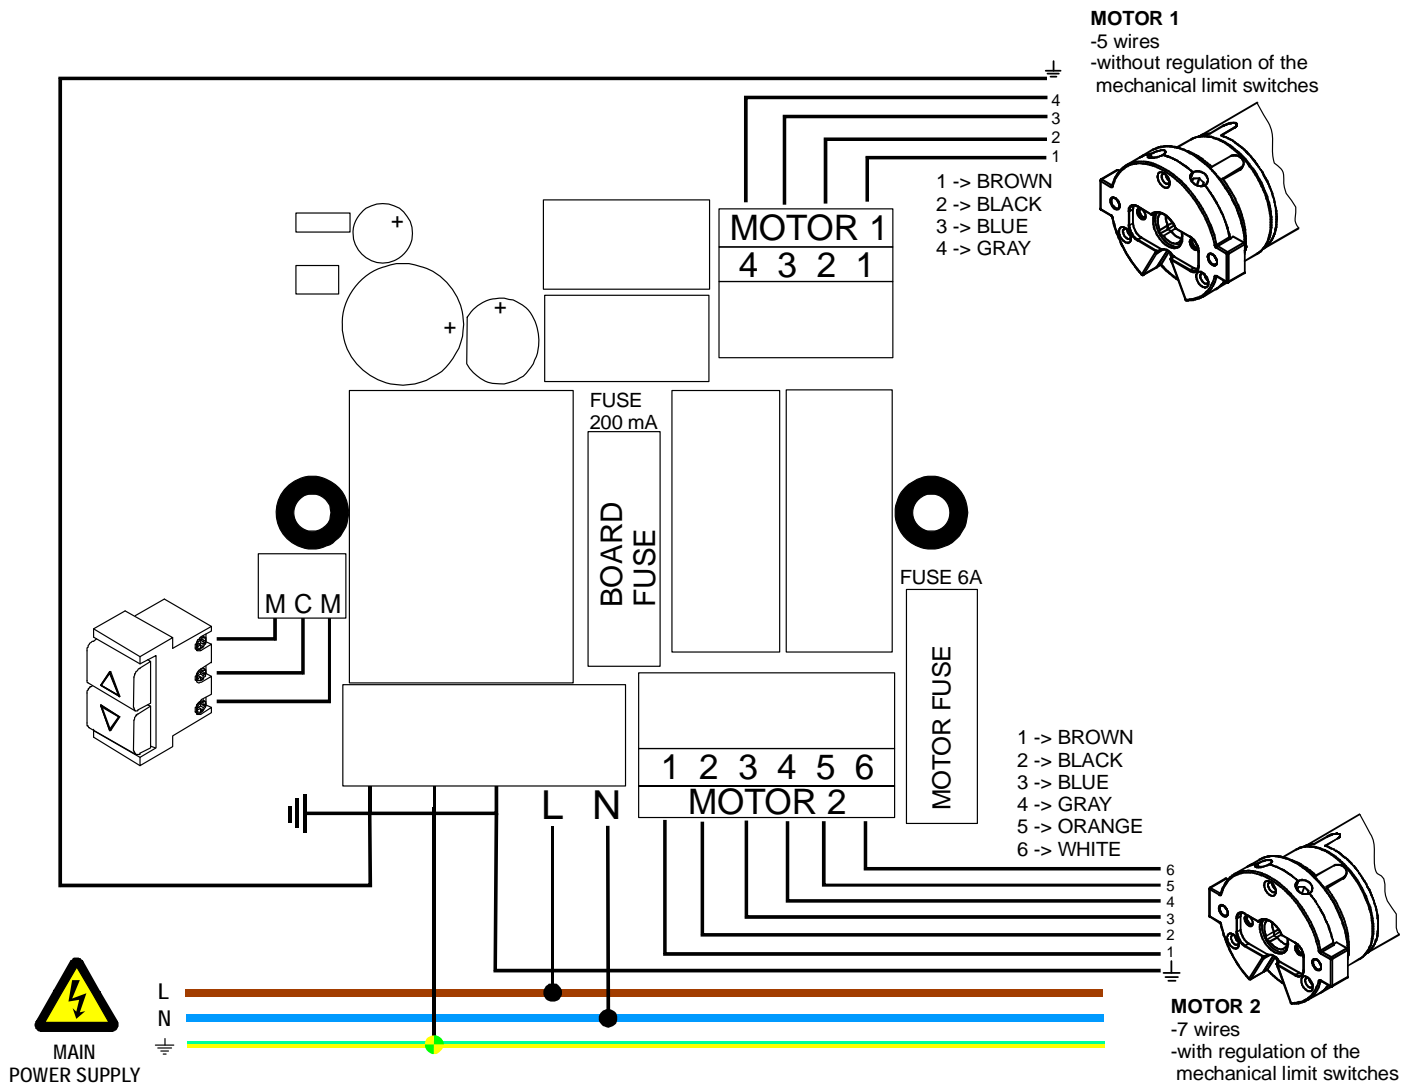 MOTOR 1
-5 wires
-without regulation of the
mechanical limit switches
4
3
2
1
1 -> BROWN
2 -> BLACK
3 -> BLUE
4 -> GRAY
+
MOTOR 1
4 3 2 1
+
+
FUSE
200 mA
BOARD
FUSE
FUSE 6A
MOTOR FUSE
M C M
1 2 3 4 5 6
MOTOR 2
L N
1 -> BROWN
2 -> BLACK
3 -> BLUE
4 -> GRAY
5 -> ORANGE
6 -> WHITE
6
5
4
3
2
1
L
N
MAIN
POWER SUPPLY
MOTOR 2
-7 wires
-with regulation of the
mechanical limit switches